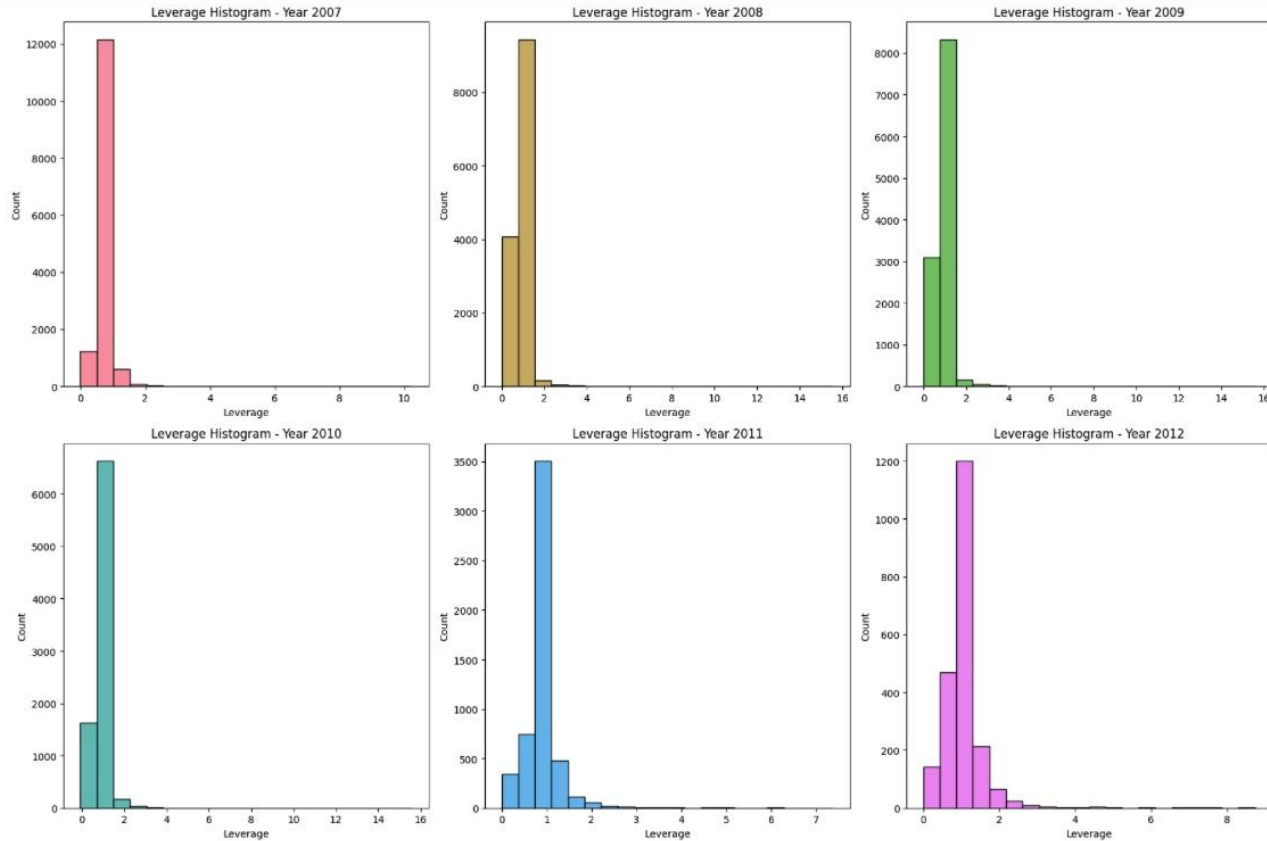 Leverage Histogram - Year 2007
12000
10000
8000
6000
4000
2000
0
Count
0 2 4 6 8 10
Leverage
Leverage Histogram - Year 2008
8000
6000
4000
2000
0
Count
0 2 4 6 8 10 12 14 16
Leverage
Leverage Histogram - Year 2009
8000
7000
6000
5000
4000
3000
2000
1000
0
Count
0 2 4 6 8 10 12 14 16
Leverage
Leverage Histogram - Year 2010
6000
5000
4000
3000
2000
1000
0
Count
0 2 4 6 8 10 12 14 16
Leverage
Leverage Histogram - Year 2011
3500
3000
2500
2000
1500
1000
500
0
Count
0 1 2 3 4 5 6 7
Leverage
Leverage Histogram - Year 2012
1200
1000
800
600
400
200
0
Count
0 2 4 6 8
Leverage